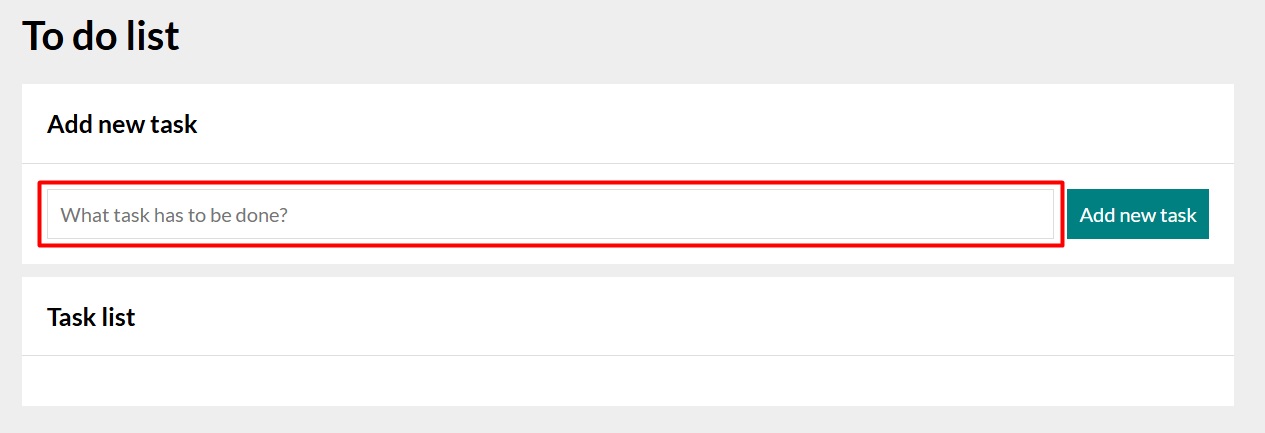 To do list
Add new task
What task has to be done?
Add new task
Task list